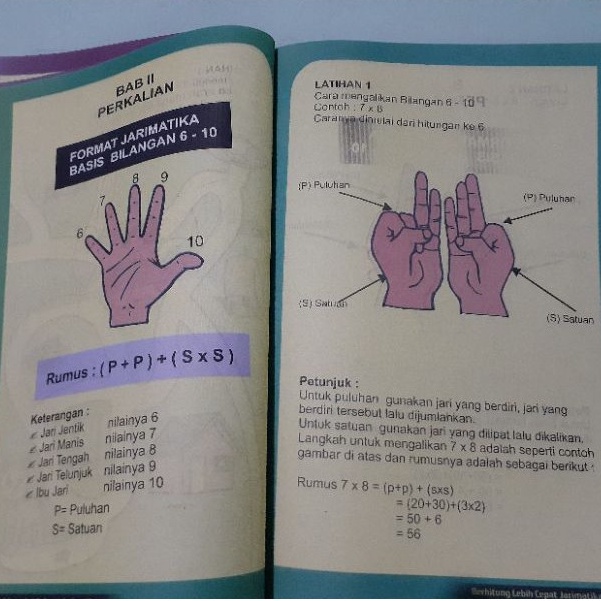 BAB II
PERKALIAN
FORMAT JARIMATIKA
BASIS BILANGAN 6 - 10
6
7
8
9
10
Rumus : ( P + P ) + ( S x S )
Keterangan :
Jari Jentik nilainya 6
Jari Manis nilainya 7
Jari Tengah nilainya 8
Jari Telunjuk nilainya 9
Ibu Jari nilainya 10
P= Puluhan
S= Satuan
LATIHAN 1
Cara mengalikan Bilangan 6 - 10
Contoh : 7 x 8
Caranya dimulai dari hitungan ke 6
(P) Puluhan
(P) Puluhan
(S) Satuan
(S) Satuan
Petunjuk :
Untuk puluhan gunakan jari yang berdiri, jari yang
berdiri tersebut lalu dijumlahkan.
Untuk satuan gunakan jari yang dilipat lalu dikalikan.
Langkah untuk mengalikan 7 x 8 adalah seperti contoh
gambar di atas dan rumusnya adalah sebagai berikut :
Rumus 7 x 8 = (p+p) + (sxs)
= (20+30)+(3x2)
= 50 + 6
= 56
Berhitung Lebih Cepat Jarimatika